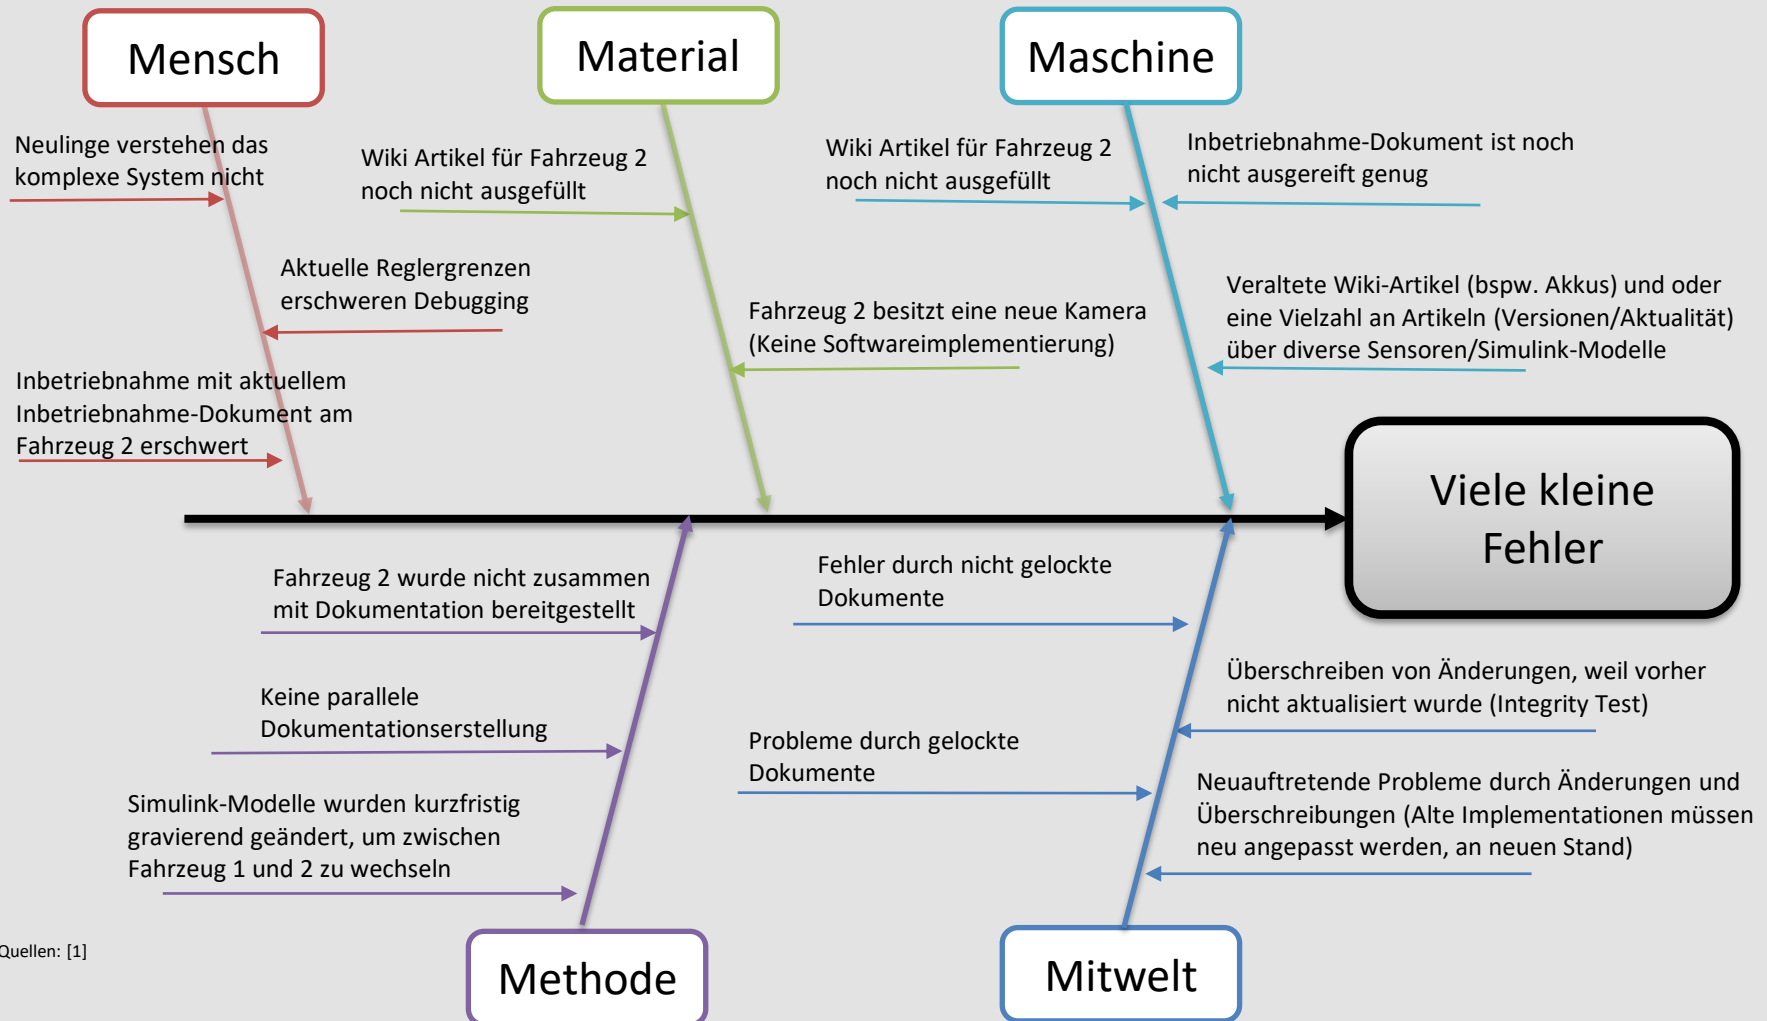 Mensch
Material
Maschine
Neulinge verstehen das
komplexe System nicht
Aktuelle Reglergrenzen
erschweren Debugging
Inbetriebnahme mit aktuellem
Inbetriebnahme-Dokument am
Fahrzeug 2 erschwert
Wiki Artikel für Fahrzeug 2
noch nicht ausgefüllt
Fahrzeug 2 besitzt eine neue Kamera
(Keine Softwareimplementierung)
Wiki Artikel für Fahrzeug 2
noch nicht ausgefüllt
Inbetriebnahme-Dokument ist noch
nicht ausgereift genug
Veraltete Wiki-Artikel (bspw. Akkus) und oder
eine Vielzahl an Artikeln (Versionen/Aktualität)
über diverse Sensoren/Simulink-Modelle
Viele kleine
Fehler
Fahrzeug 2 wurde nicht zusammen
mit Dokumentation bereitgestellt
Keine parallele
Dokumentationserstellung
Simulink-Modelle wurden kurzfristig
gravierend geändert, um zwischen
Fahrzeug 1 und 2 zu wechseln
Fehler durch nicht gelockte
Dokumente
Probleme durch gelockte
Dokumente
Überschreiben von Änderungen, weil vorher
nicht aktualisiert wurde (Integrity Test)
Neuauftretende Probleme durch Änderungen und
Überschreibungen (Alte Implementationen müssen
neu angepasst werden, an neuen Stand)
Quellen: [1]
Methode
Mitwelt